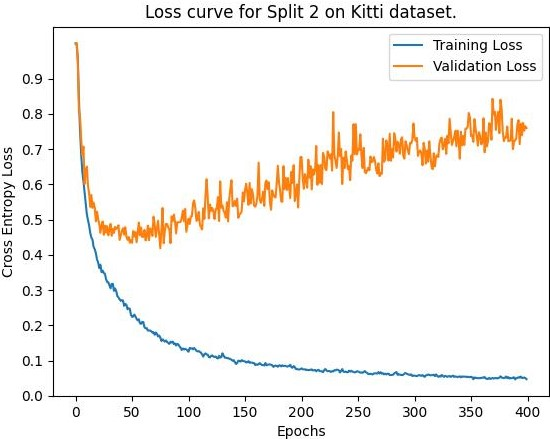 Loss curve for Split 2 on Kitti dataset.
Training Loss
Validation Loss
Cross Entropy Loss
0.9
0.8
0.7
0.6
0.5
0.4
0.3
0.2
0.1
0.0
0 50 100 150 200 250 300 350 400
Epochs